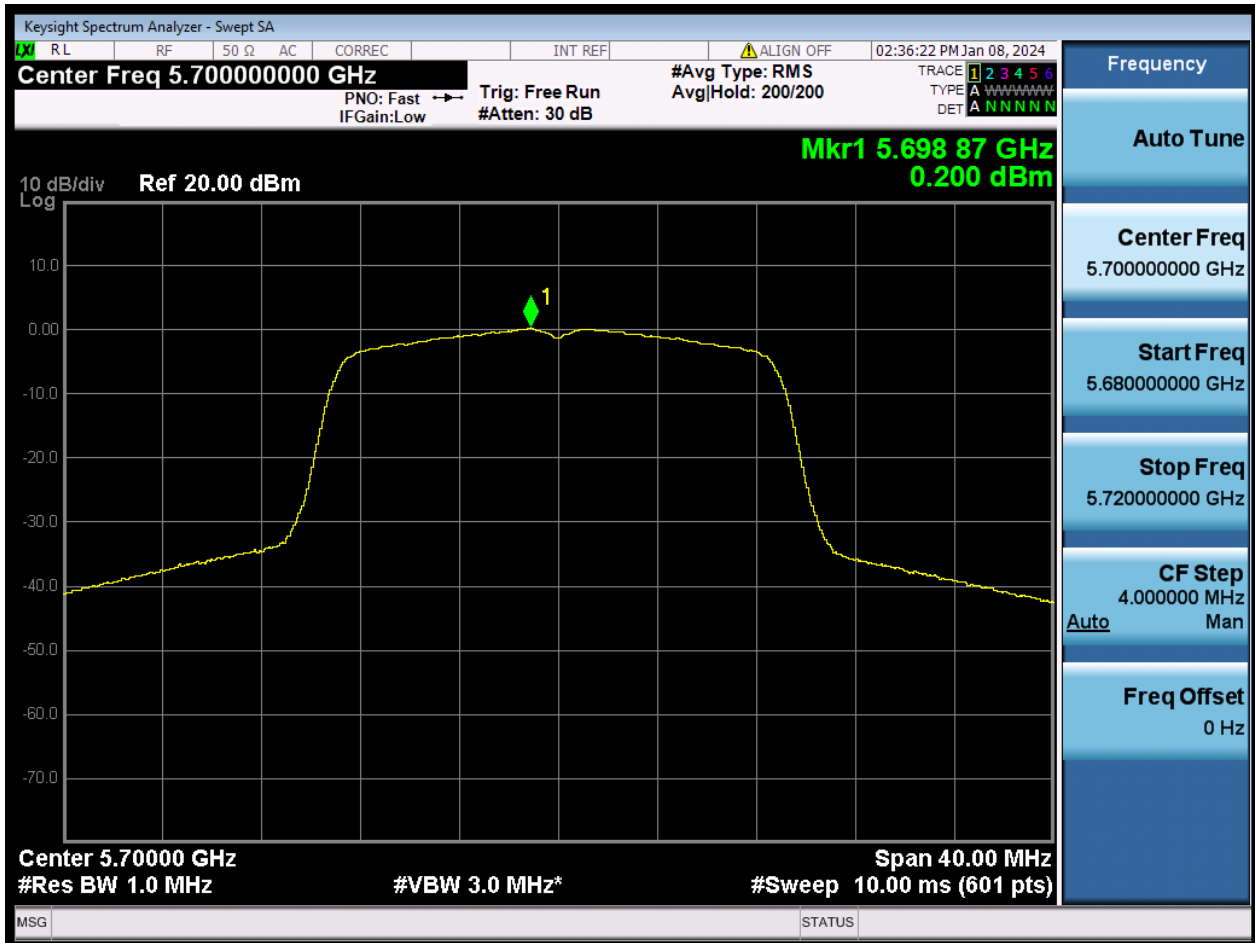 Keysight Spectrum Analyzer - Swept SA
LXI RL RF 50 Ω AC CORREC INT REF ALIGN OFF 02:36:22 PM Jan 08, 2024
Center Freq 5.700000000 GHz
PNO: Fast
IFGain:Low
Trig: Free Run
#Atten: 30 dB
#Avg Type: RMS
Avg|Hold: 200/200
TRACE 1 2 3 4 5 6
TYPE A WWWWW
DET A N N N N N
Mkr1 5.698 87 GHz
0.200 dBm
10 dB/div Ref 20.00 dBm
Log
10.0
0.00
-10.0
-20.0
-30.0
-40.0
-50.0
-60.0
-70.0
1
Center 5.70000 GHz Span 40.00 MHz
#Res BW 1.0 MHz #VBW 3.0 MHz* #Sweep 10.00 ms (601 pts)
MSG STATUS
Frequency
Auto Tune
Center Freq
5.700000000 GHz
Start Freq
5.680000000 GHz
Stop Freq
5.720000000 GHz
CF Step
4.000000 MHz
Auto Man
Freq Offset
0 Hz